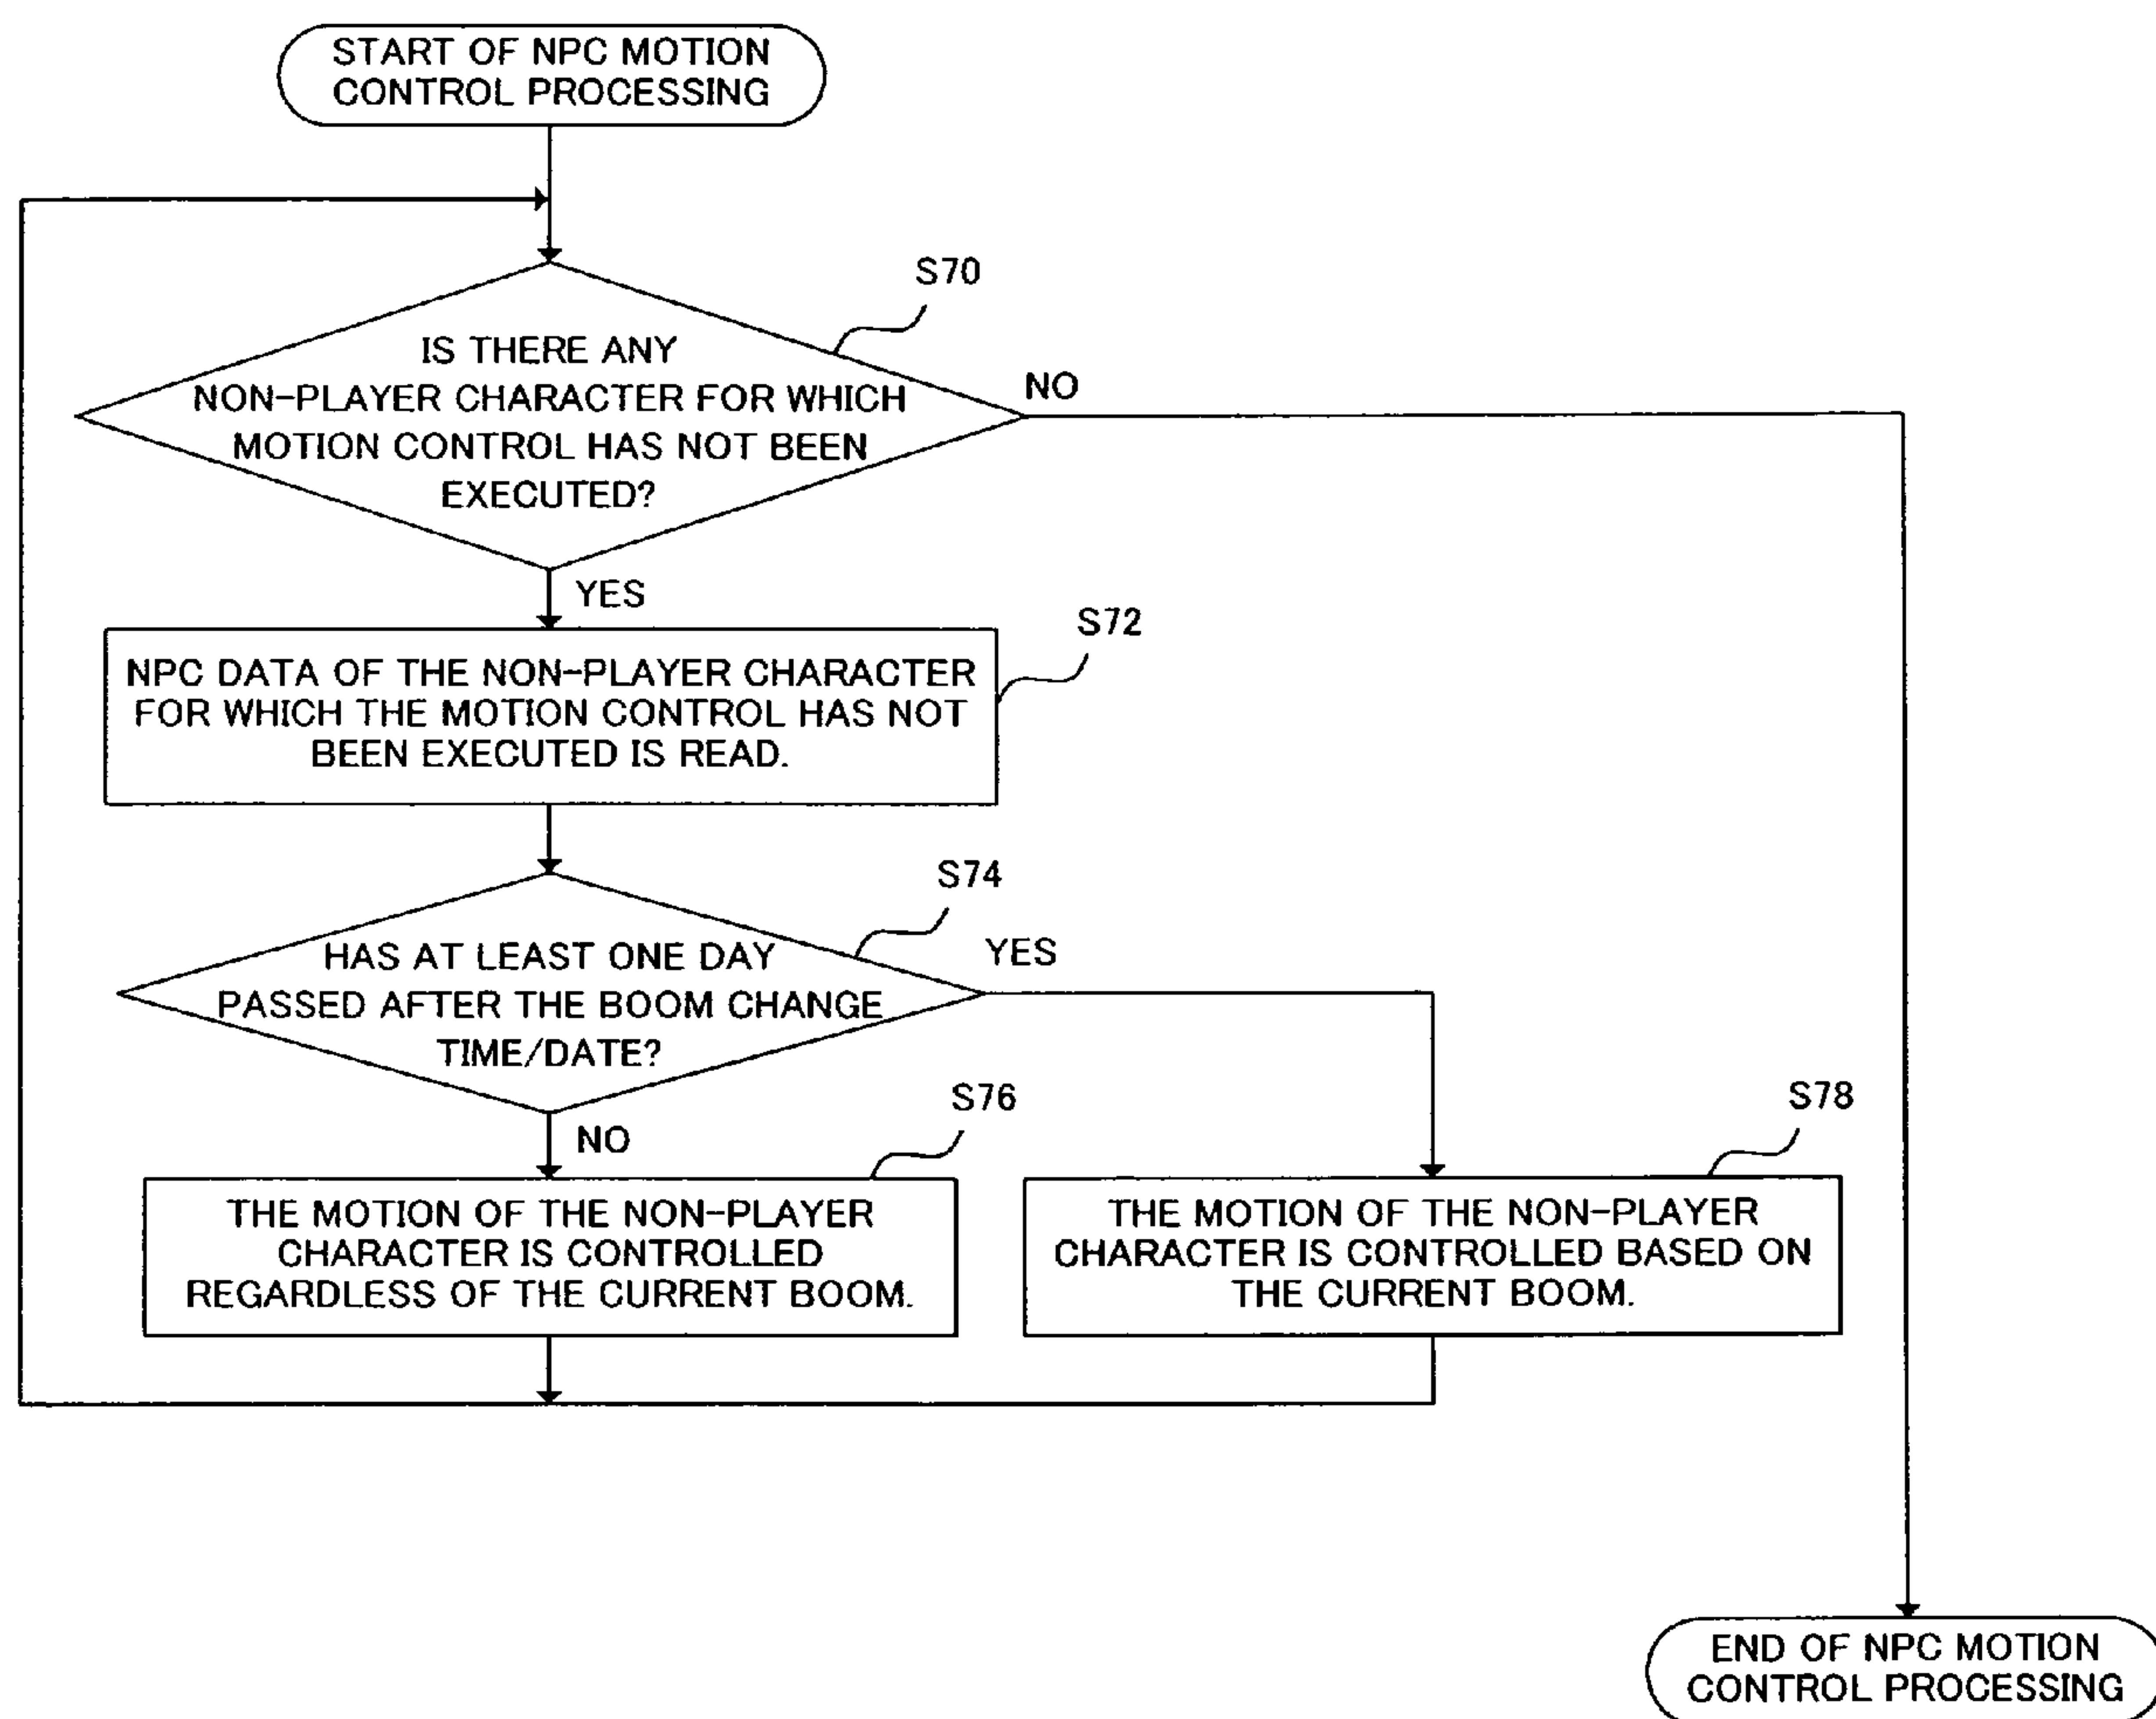 START OF NPC MOTION
CONTROL PROCESSING
S70
IS THERE ANY
NON-PLAYER CHARACTER FOR WHICH
MOTION CONTROL HAS NOT BEEN
EXECUTED?
NO
YES
S72
NPC DATA OF THE NON-PLAYER CHARACTER
FOR WHICH THE MOTION CONTROL HAS NOT
BEEN EXECUTED IS READ.
S74
HAS AT LEAST ONE DAY
PASSED AFTER THE BOOM CHANGE
TIME/DATE?
YES
NO
S76
THE MOTION OF THE NON-PLAYER
CHARACTER IS CONTROLLED
REGARDLESS OF THE CURRENT BOOM.
S78
THE MOTION OF THE NON-PLAYER
CHARACTER IS CONTROLLED BASED ON
THE CURRENT BOOM.
END OF NPC MOTION
CONTROL PROCESSING